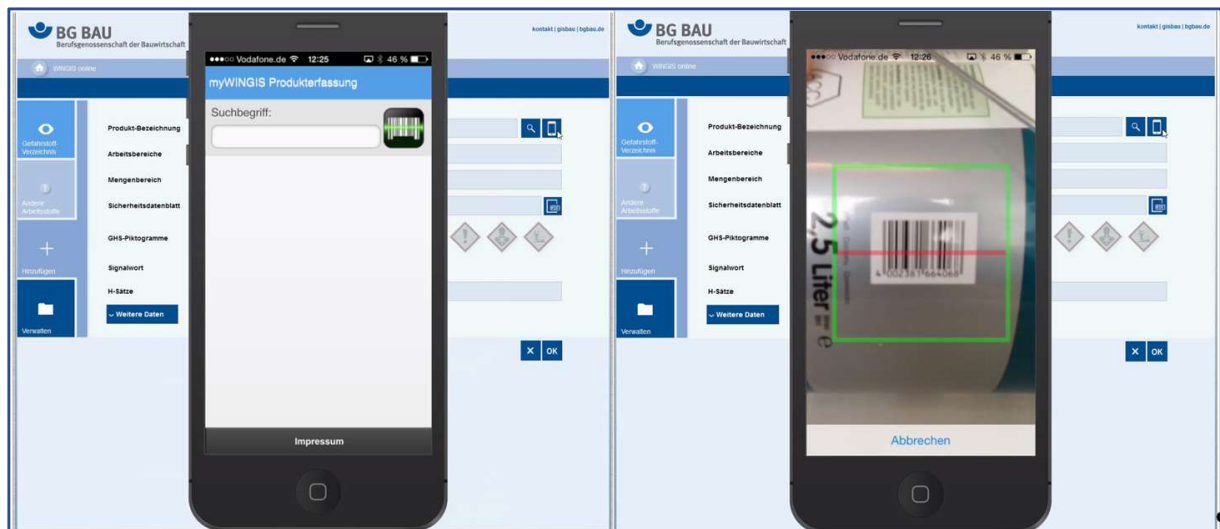 BG BAU
Berufsgenossenschaft der Bauwirtschaft
kontakt | gisbau | bgbau.de
WINGIS online
Gefahrstoff-
Verzeichnis
Andere
Arbeitsstoffe
Hinzufügen
Verwalten
Produkt-Bezeichnung
Arbeitsbereiche
Mengenbereich
Sicherheitsdatenblatt
GHS-Piktogramme
Signalwort
H-Sätze
Weitere Daten
Vodafone.de 12:25 46 %
myWINGIS Produkterfassung
Suchbegriff:
Impressum
X OK
BG BAU
Berufsgenossenschaft der Bauwirtschaft
kontakt | gisbau | bgbau.de
WINGIS online
Gefahrstoff-
Verzeichnis
Andere
Arbeitsstoffe
Hinzufügen
Verwalten
Produkt-Bezeichnung
Arbeitsbereiche
Mengenbereich
Sicherheitsdatenblatt
GHS-Piktogramme
Signalwort
H-Sätze
Weitere Daten
Vodafone.de 12:26 46 %
2,5 Liter e
4 002381 664068
Abbrechen
X OK